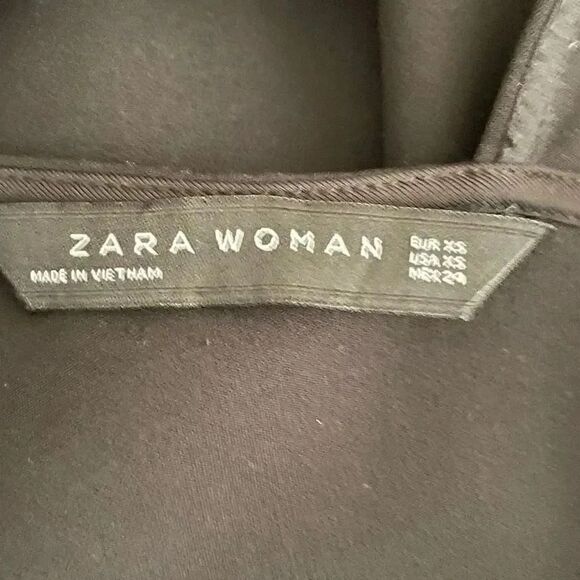 ZARA WOMAN
MADE IN VIETNAM
EUR XS
USA XS
MEX 24